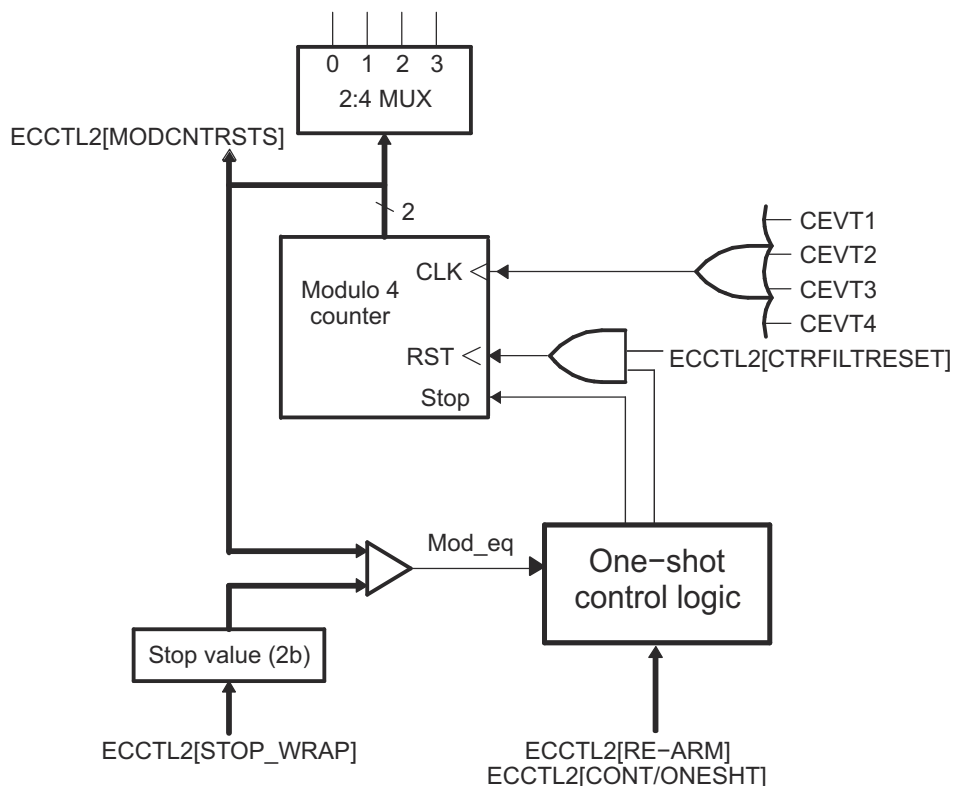 0 1 2 3
2:4 MUX
ECCTL2[MODCNTRSTS]
2
CEVT1
CEVT2
CEVT3
CEVT4
CLK
Modulo 4
counter
RST
ECCTL2[CTRFILTRESET]
Stop
Mod_eq
One−shot
control logic
Stop value (2b)
ECCTL2[STOP_WRAP]
ECCTL2[RE−ARM]
ECCTL2[CONT/ONESHT]